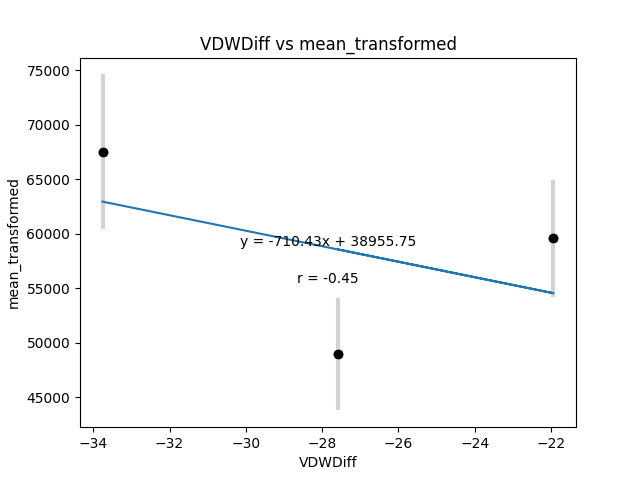 VDWDiff vs mean_transformed
75000
70000
65000
60000
55000
50000
45000
mean_transformed
y = -710.43x + 38955.75
r = -0.45
−34
−32
−30
−28
−26
−24
−22
VDWDiff